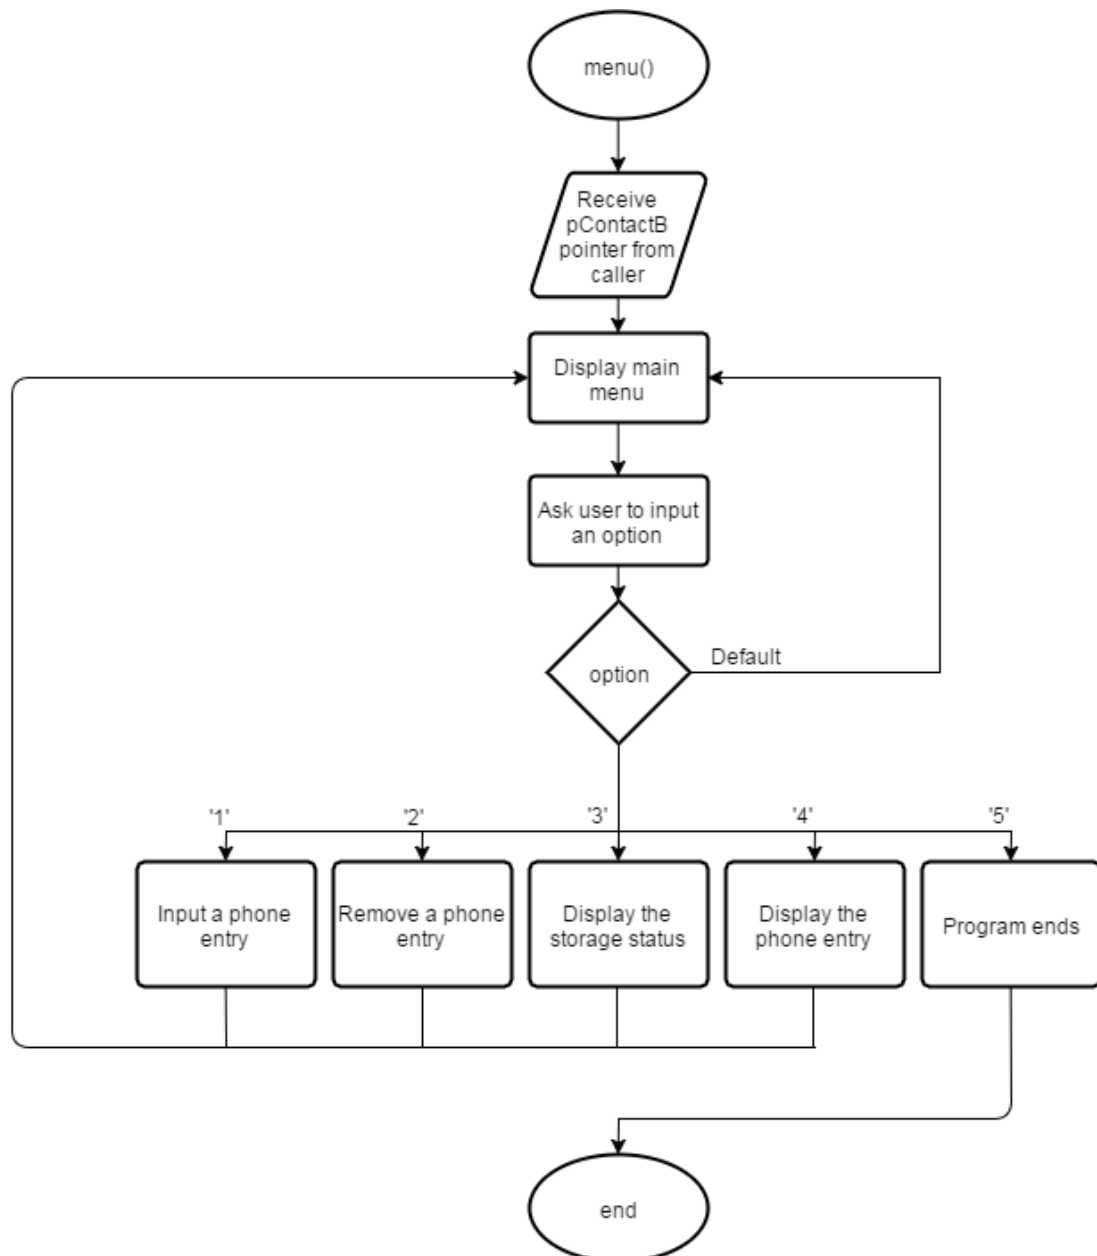 menu()
Receive
pContactB
pointer from
caller
Display main
menu
Ask user to input
an option
option
Default
'1'
'2'
'3'
'4'
'5'
Input a phone
entry
Remove a phone
entry
Display the
storage status
Display the
phone entry
Program ends
end